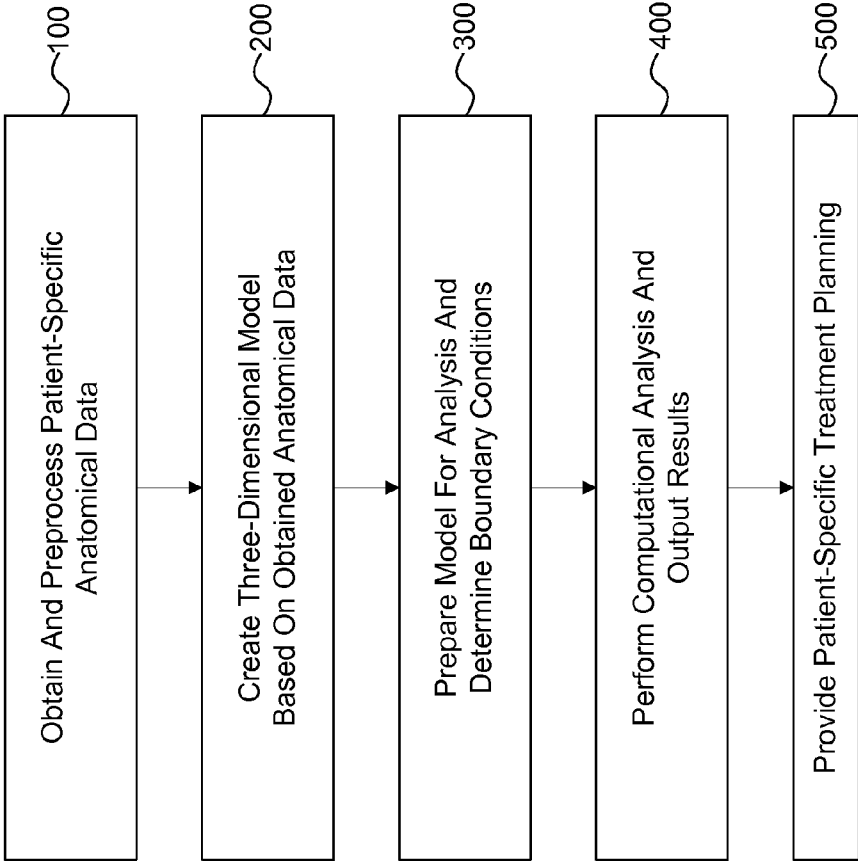 Obtain And Preprocess Patient-Specific
Anatomical Data
100
Create Three-Dimensional Model
Based On Obtained Anatomical Data
200
Prepare Model For Analysis And
Determine Boundary Conditions
300
Perform Computational Analysis And
Output Results
400
Provide Patient-Specific Treatment Planning
500